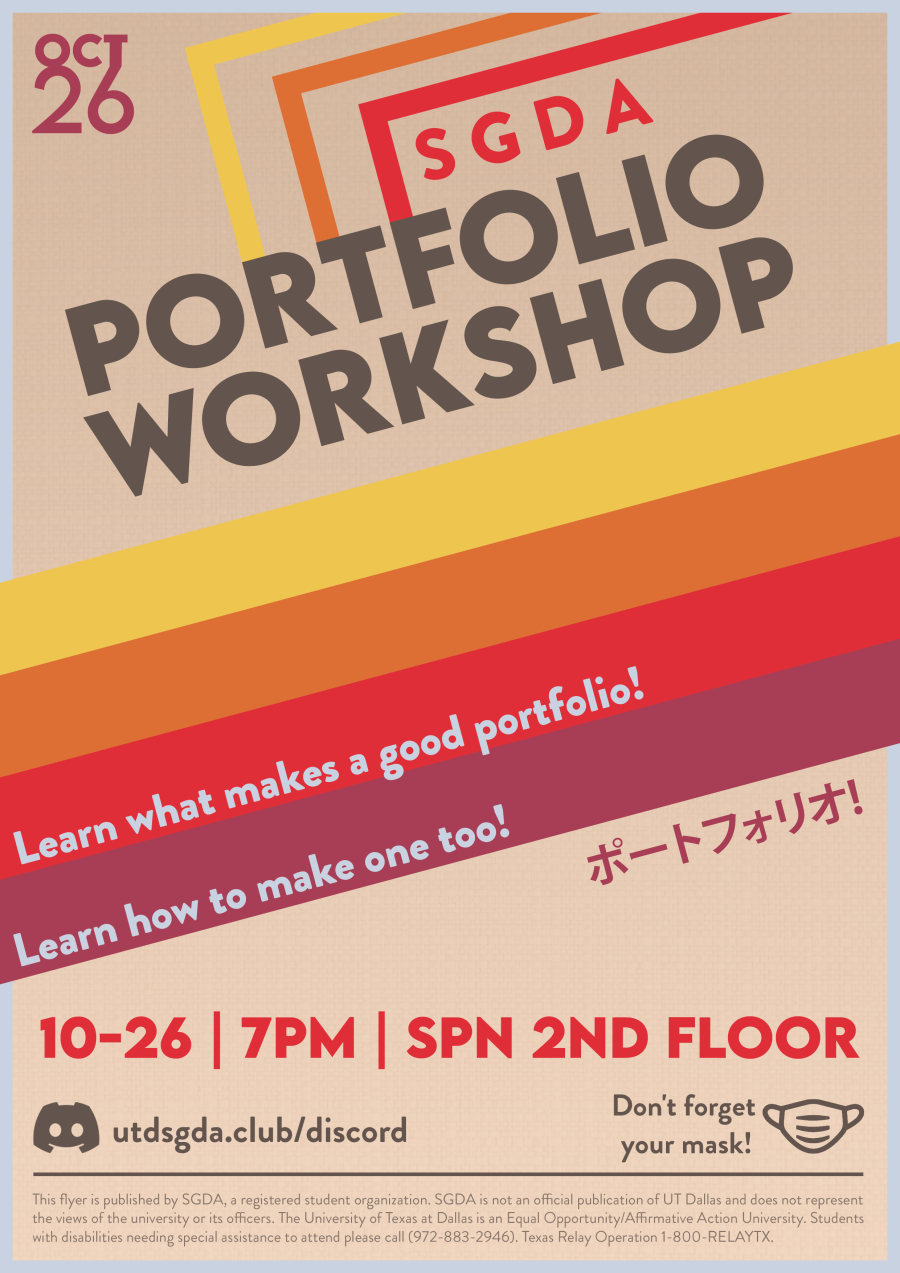 OCT
26
SGDA
PORTFOLIO
WORKSHOP
Learn what makes a good portfolio!
Learn how to make one too!
ポートフォリオ!
10-26 | 7PM | SPN 2ND FLOOR
utdsgda.club/discord
Don't forget
your mask!
This flyer is published by SGDA, a registered student organization. SGDA is not an official publication of UT Dallas and does not represent
the views of the university or its officers. The University of Texas at Dallas is an Equal Opportunity/Affirmative Action University. Students
with disabilities needing special assistance to attend please call (972-883-2946). Texas Relay Operation 1-800-RELAYTX.